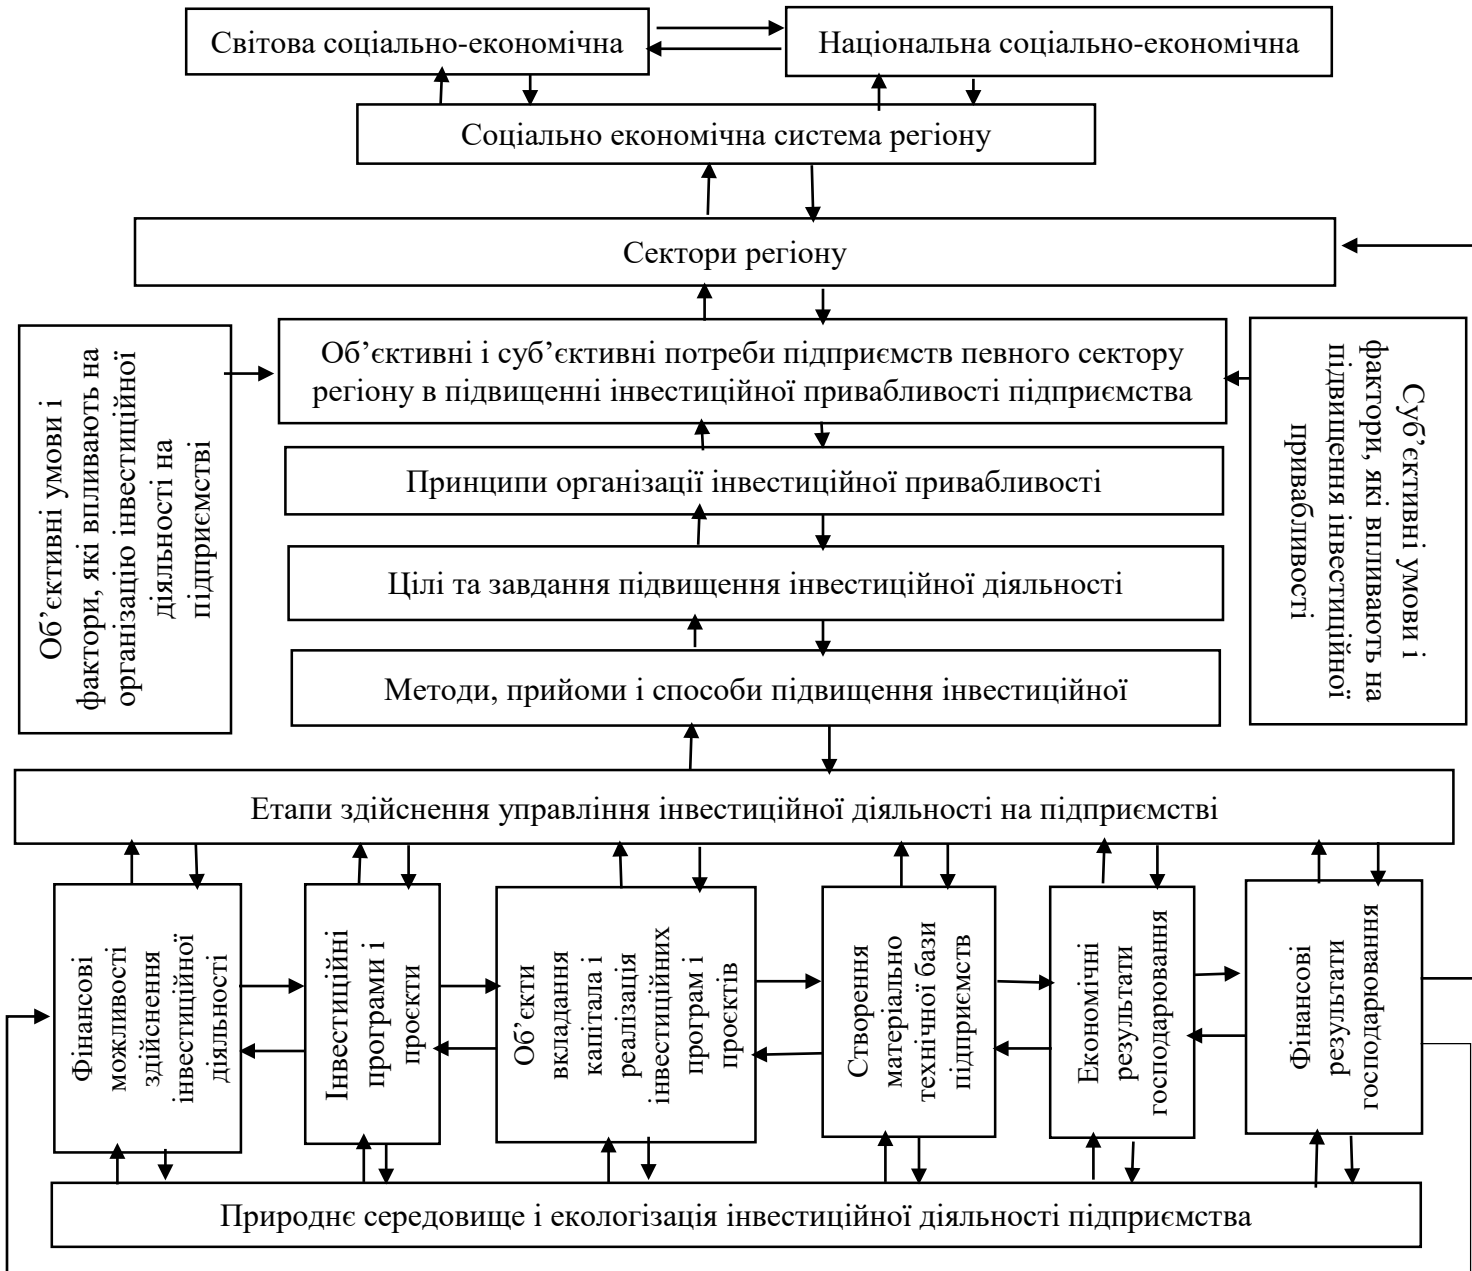 Світова соціально-економічна
Національна соціально-економічна
Соціально економічна система регіону
Сектори регіону
Об’єктивні умови і
фактори, які впливають на
організацію інвестиційної
діяльності на
підприємстві
Об’єктивні і суб’єктивні потреби підприємств певного сектору
регіону в підвищенні інвестиційної привабливості підприємства
Суб’єктивні умови і
фактори, які впливають на
підвищення інвестиційної
привабливості
Принципи організації інвестиційної привабливості
Цілі та завдання підвищення інвестиційної діяльності
Методи, прийоми і способи підвищення інвестиційної
Етапи здійснення управління інвестиційної діяльності на підприємстві
Фінансові
можливості
здійснення
інвестиційної
діяльності
Інвестиційні
програми і
проєкти
Об’єкти
вкладання
капітала і
реалізація
інвестиційних
програм і
проєктів
Створення
матеріально
технічної бази
підприємств
Економічні
результати
господарювання
Фінансові
результати
господарювання
Природнє середовище і екологізація інвестиційної діяльності підприємства